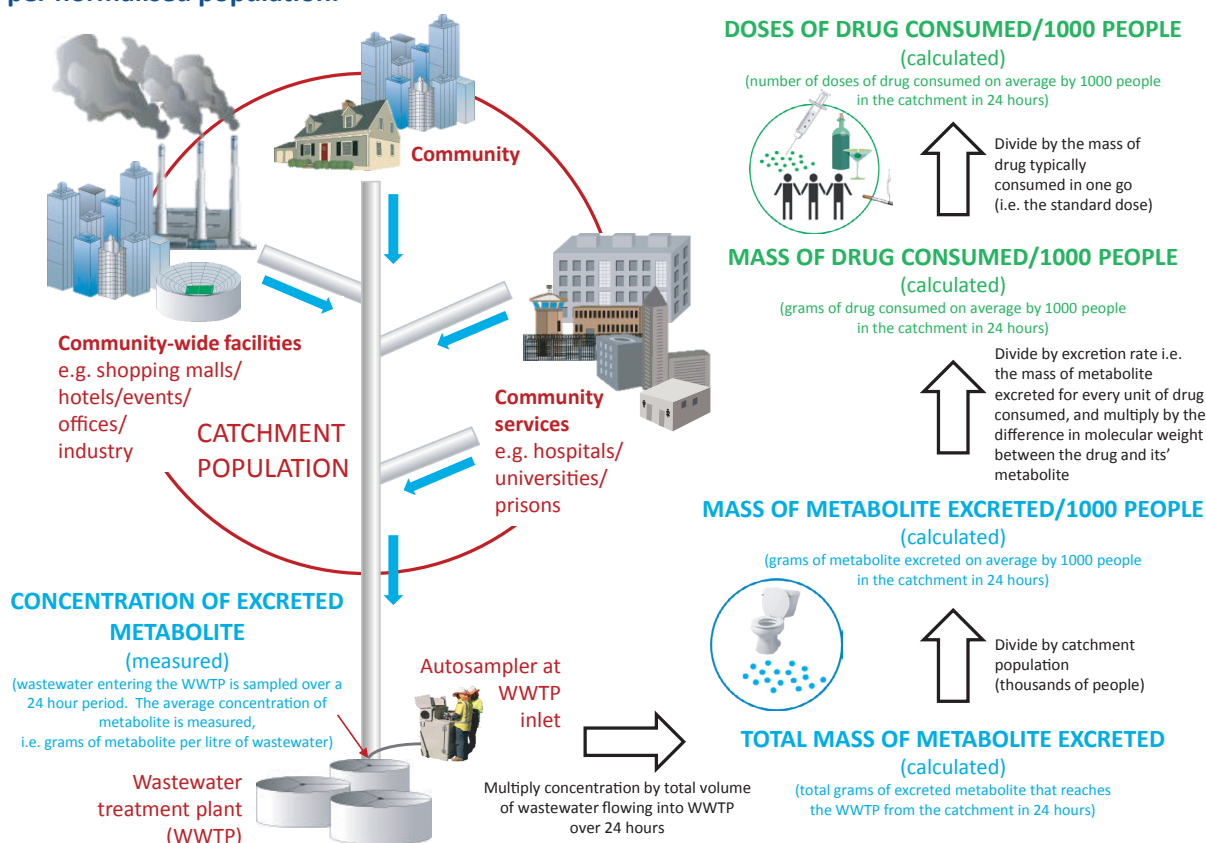 per normalised population.
Community
Community-wide facilities
e.g. shopping malls/
hotels/events/
offices/
industry
CATCHMENT
POPULATION
Community
services
e.g. hospitals/
universities/
prisons
CONCENTRATION OF EXCRETED
METABOLITE
(measured)
(wastewater entering the WWTP is sampled over a
24 hour period. The average concentration of
metabolite is measured,
i.e. grams of metabolite per litre of wastewater)
Autosampler at
WWTP
inlet
Wastewater
treatment plant
(WWTP)
Multiply concentration by total volume
of wastewater flowing into WWTP
over 24 hours
DOSES OF DRUG CONSUMED/1000 PEOPLE
(calculated)
(number of doses of drug consumed on average by 1000 people
in the catchment in 24 hours)
Divide by the mass of
drug typically
consumed in one go
(i.e. the standard dose)
MASS OF DRUG CONSUMED/1000 PEOPLE
(calculated)
(grams of drug consumed on average by 1000 people
in the catchment in 24 hours)
Divide by excretion rate i.e.
the mass of metabolite
excreted for every unit of drug
consumed, and multiply by the
difference in molecular weight
between the drug and its’
metabolite
MASS OF METABOLITE EXCRETED/1000 PEOPLE
(calculated)
(grams of metabolite excreted on average by 1000 people
in the catchment in 24 hours)
Divide by catchment
population
(thousands of people)
TOTAL MASS OF METABOLITE EXCRETED
(calculated)
(total grams of excreted metabolite that reaches
the WWTP from the catchment in 24 hours)